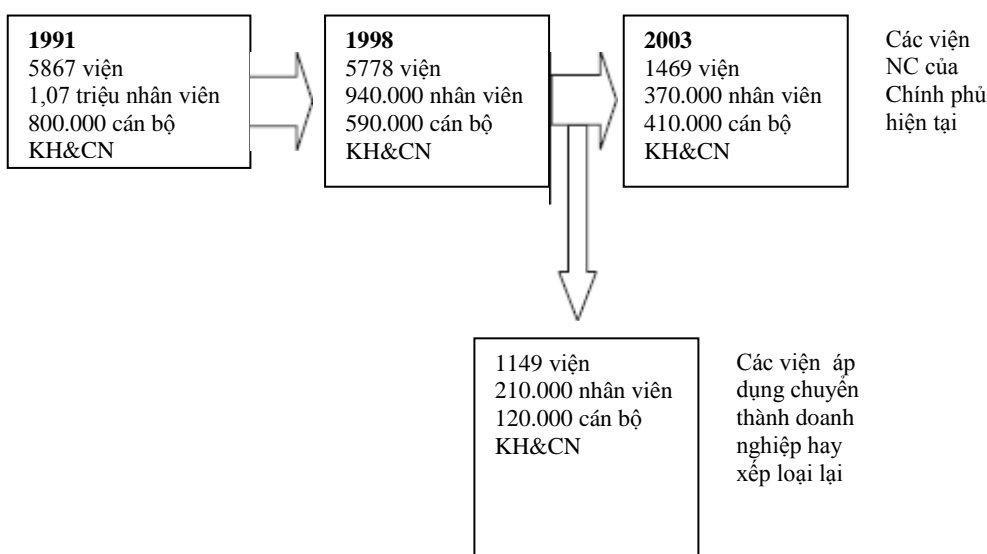 1991
5867 viện
1,07 triệu nhân viên
800.000 cán bộ
KH&CN
1998
5778 viện
940.000 nhân viên
590.000 cán bộ
KH&CN
2003
1469 viện
370.000 nhân viên
410.000 cán bộ
KH&CN
Các viện
NC của
Chính phủ
hiện tại
1149 viện
210.000 nhân viên
120.000 cán bộ
KH&CN
Các viện áp
dụng chuyển
thành doanh
nghiệp hay
xếp loại lại